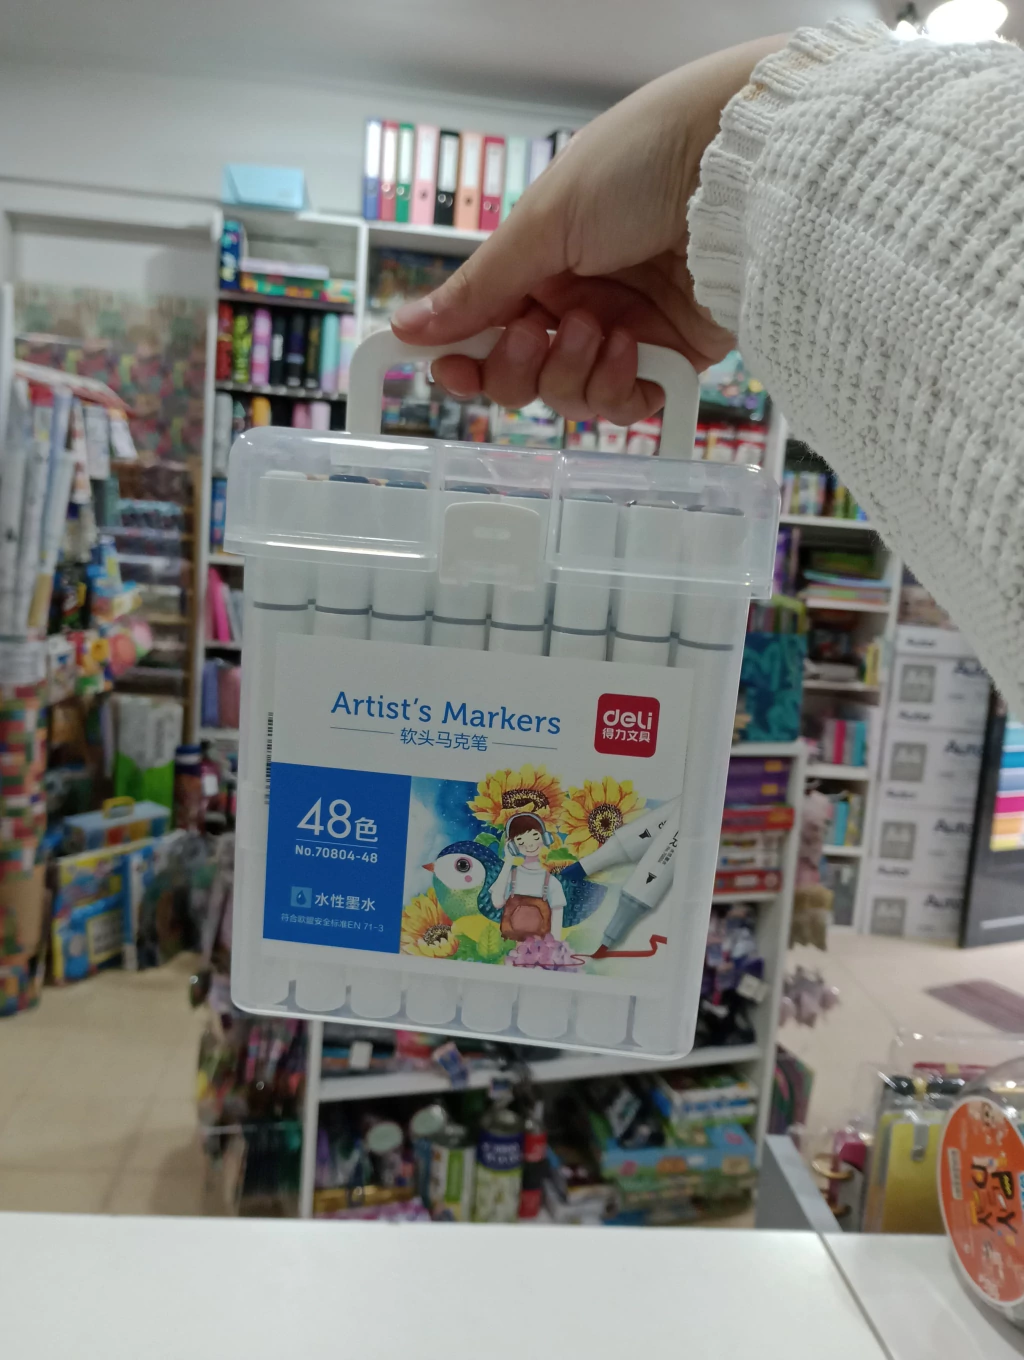 Artist's Markers
软头马克笔
deli
得力文具
48色
No.70804-48
水性墨水
符合欧盟安全标准EN 71-3